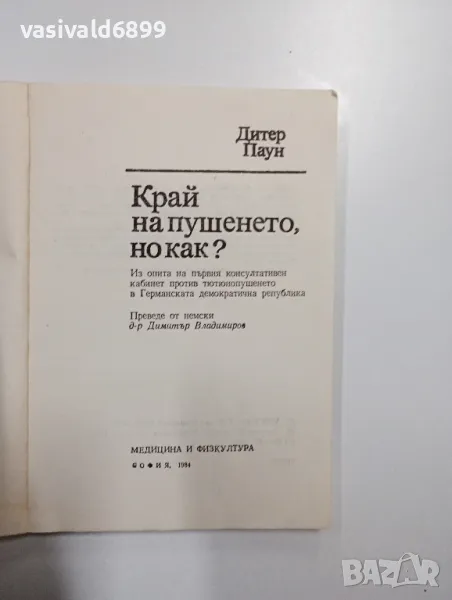 vasivald6899
Дитер
Паун
Край
на пушенето,
но как?
Из опита на първия консултативен
кабинет против тютюнопушенето
в Германската демократична република
Преведе от немски
д-р Димитър Владимиров
МЕДИЦИНА И ФИЗКУЛТУРА
СОФИЯ, 1984
BAZAR